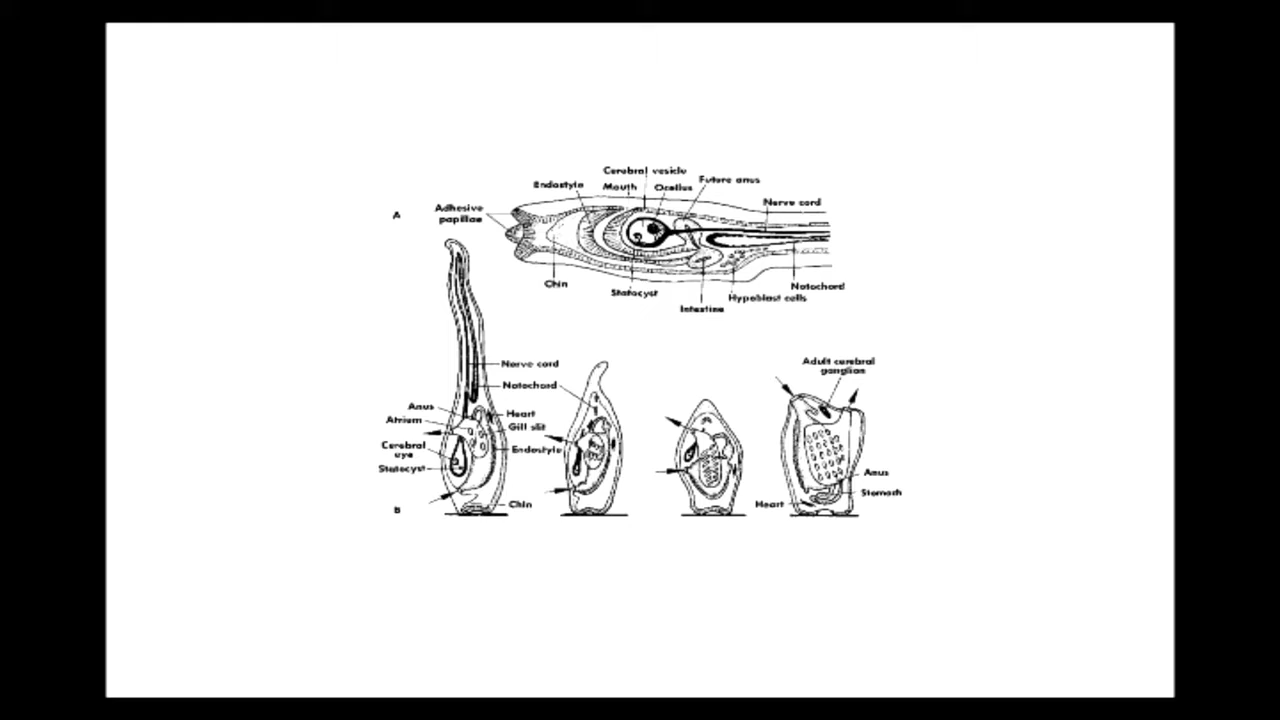 Cerebral vesicle
Endostyle
Mouth
Ocellus
Future anus
Nerve cord
Adhesive
papillae
A
Chin
Statocyst
Intestine
Hypoblast cells
Notochord
Nerve cord
Notochord
Anus
Atrium
Heart
Gill slit
Cerebral
eye
Endostyle
Statocyst
Chin
B
Adult cerebral
ganglion
Anus
Stomach
Heart